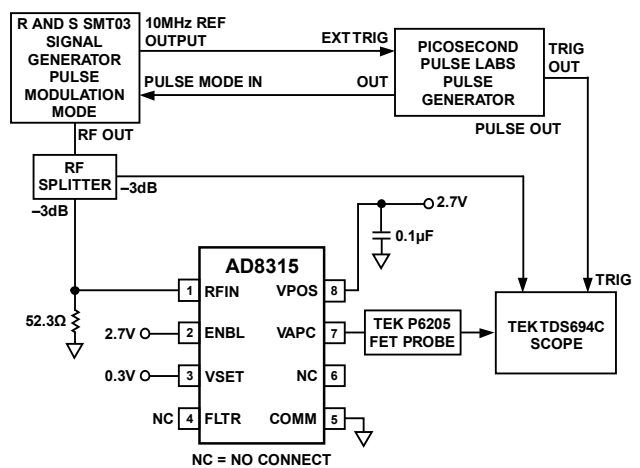 R AND S SMT03
SIGNAL
GENERATOR
PULSE
MODULATION
MODE
10MHz REF
OUTPUT
EXT TRIG
PULSE MODE IN
OUT
PICOSECOND
PULSE LABS
PULSE
GENERATOR
TRIG
OUT
RF OUT
PULSE OUT
RF
SPLITTER
–3dB
–3dB
2.7V
0.1µF
AD8315
1 RFIN
VPOS 8
52.3Ω
2.7V
2 ENBL
VAPC 7
TEK P6205
FET PROBE
TRIG
TEK TDS694C
SCOPE
0.3V
3 VSET
NC 6
NC
4 FLTR
COMM 5
NC = NO CONNECT